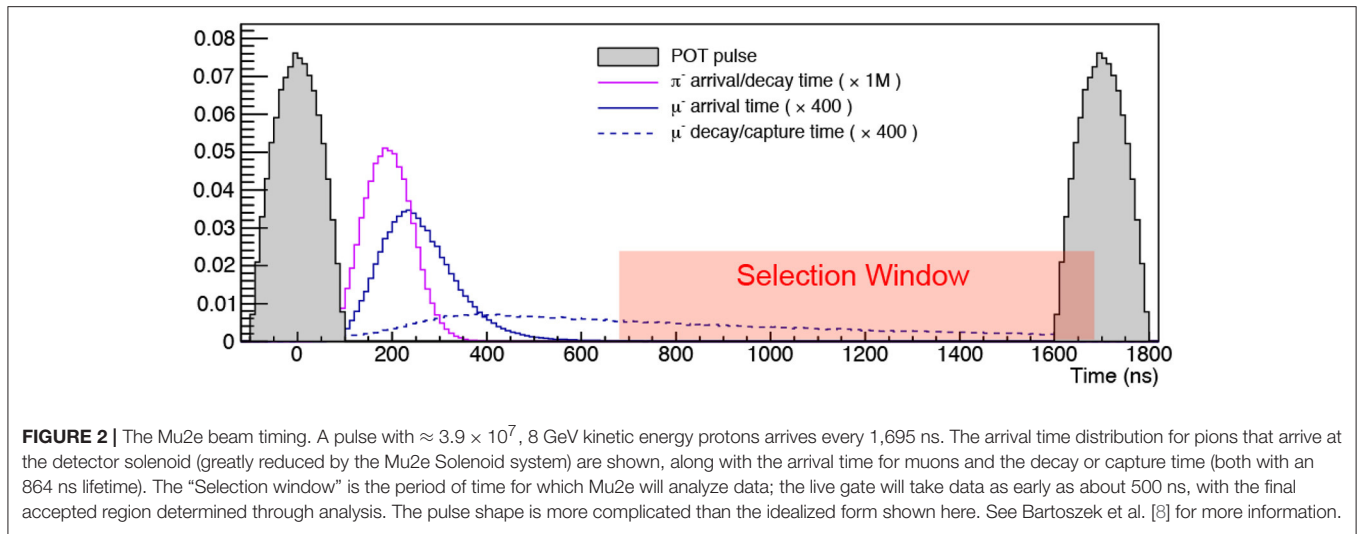 0.08
0.07
0.06
0.05
0.04
0.03
0.02
0.01
0
POT pulse
π⁻ arrival/decay time ( × 1M )
μ⁻ arrival time ( × 400 )
μ⁻ decay/capture time ( × 400 )
Selection Window
0 200 400 600 800 1000 1200 1400 1600 1800
Time (ns)
FIGURE 2 | The Mu2e beam timing. A pulse with ≈ 3.9 × 10⁷, 8 GeV kinetic energy protons arrives every 1,695 ns. The arrival time distribution for pions that arrive at
the detector solenoid (greatly reduced by the Mu2e Solenoid system) are shown, along with the arrival time for muons and the decay or capture time (both with an
864 ns lifetime). The “Selection window” is the period of time for which Mu2e will analyze data; the live gate will take data as early as about 500 ns, with the final
accepted region determined through analysis. The pulse shape is more complicated than the idealized form shown here. See Bartoszek et al. [8] for more information.